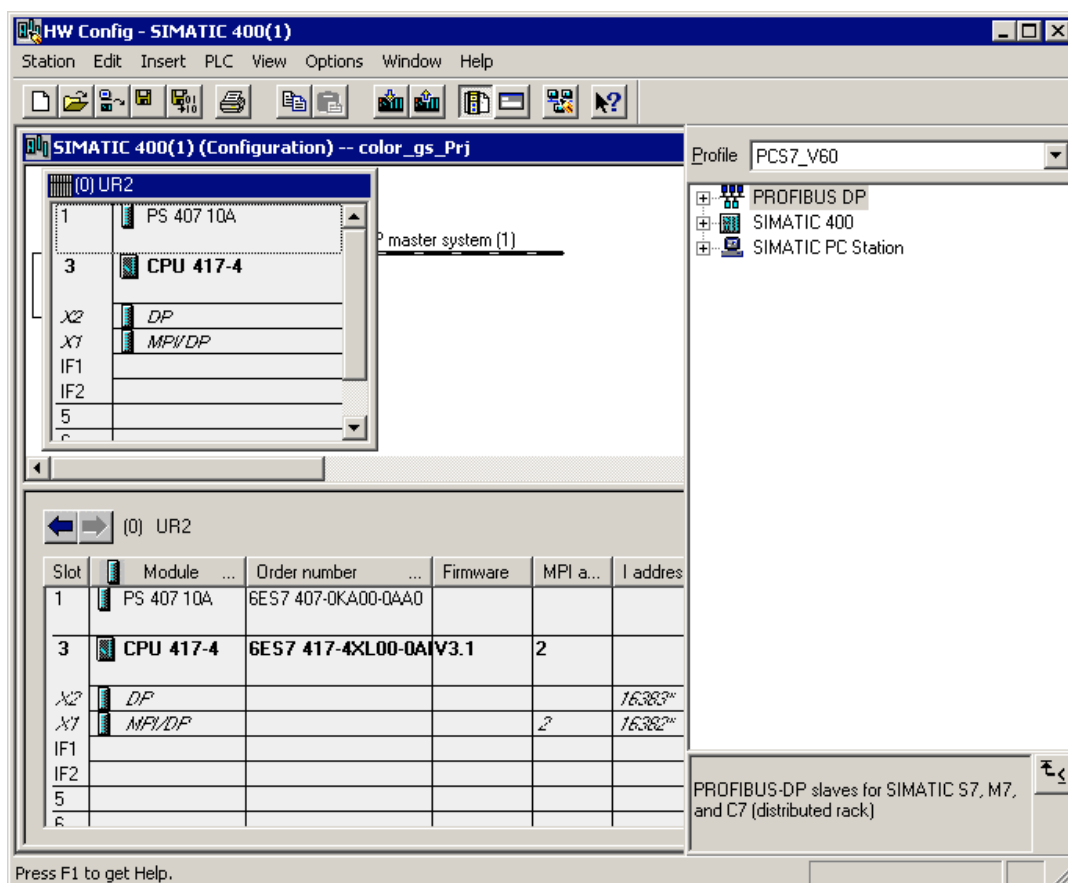 HW Config - SIMATIC 400(1)
Station Edit Insert PLC View Options Window Help
SIMATIC 400(1) (Configuration) -- color_gs_Prj
(0) UR2
1 PS 407 10A
3 CPU 417-4
X2 DP
X1 MPI/DP
IF1
IF2
5
master system (1)
Profile PCS7_V60
PROFIBUS DP
SIMATIC 400
SIMATIC PC Station
(0) UR2
Slot Module ... Order number ... Firmware MPI a... I addres
1 PS 407 10A 6ES7 407-0KA00-0AA0
3 CPU 417-4 6ES7 417-4XL00-0A V3.1 2
X2 DP 16383*
X1 MPI/DP 2 16382*
IF1
IF2
5
6
PROFIBUS-DP slaves for SIMATIC S7, M7,
and C7 (distributed rack)
Press F1 to get Help.